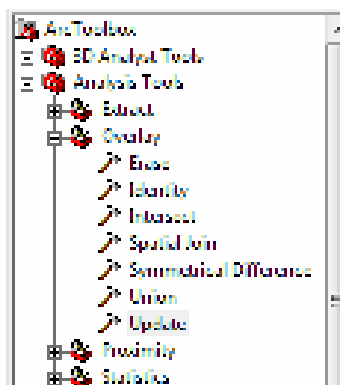 ArcToolbox
3D Analyst Tools
Analysis Tools
Extract
Overlay
Erase
Identity
Intersect
Spatial Join
Symmetrical Difference
Union
Update
Proximity
Statistics